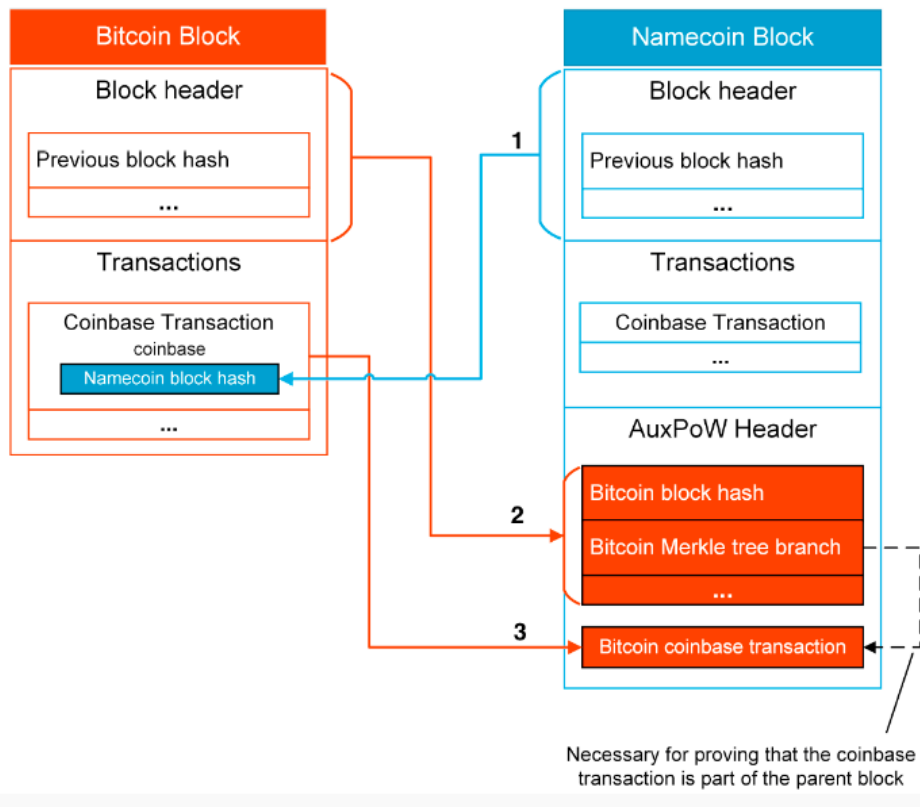 Bitcoin Block
Block header
Previous block hash
...
Transactions
Coinbase Transaction
coinbase
Namecoin block hash
...
1
2
3
Namecoin Block
Block header
Previous block hash
...
Transactions
Coinbase Transaction
...
AuxPoW Header
Bitcoin block hash
Bitcoin Merkle tree branch
...
Bitcoin coinbase transaction
Necessary for proving that the coinbase
transaction is part of the parent block